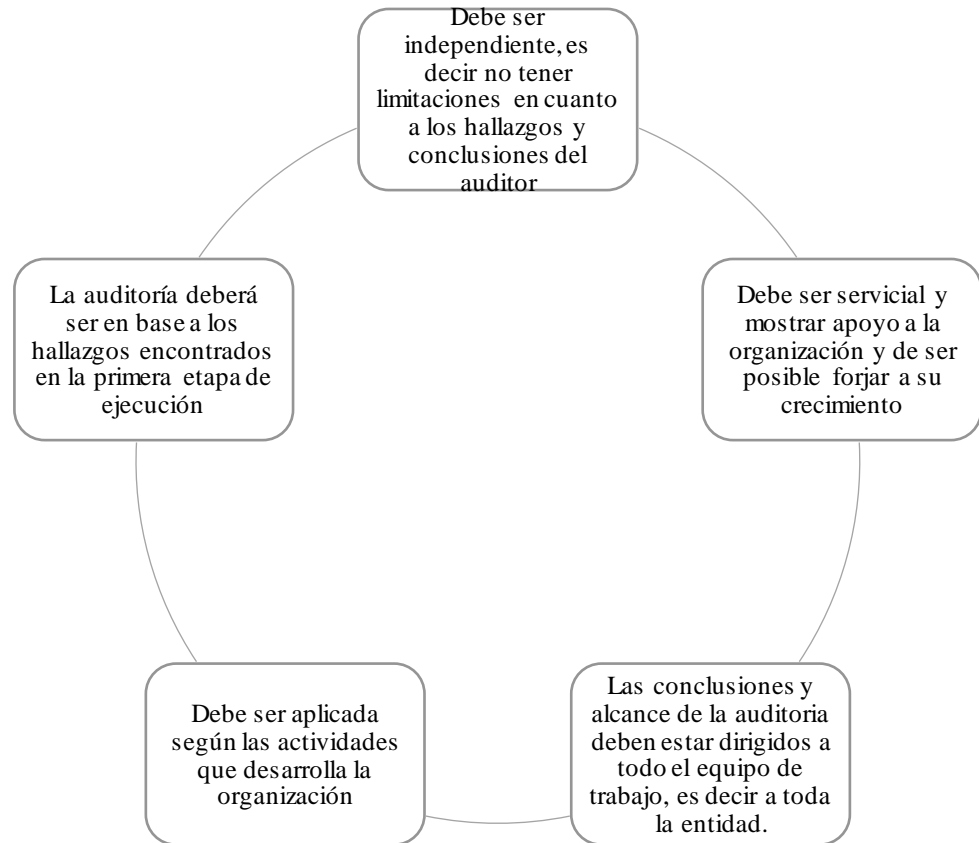 Debe ser
independiente, es
decir no tener
limitaciones en cuanto
a los hallazgos y
conclusiones del
auditor
Debe ser servicial y
mostrar apoyo a la
organización y de ser
posible forjar a su
crecimiento
Las conclusiones y
alcance de la auditoria
deben estar dirigidos a
todo el equipo de
trabajo, es decir a toda
la entidad.
Debe ser aplicada
según las actividades
que desarrolla la
organización
La auditoría deberá
ser en base a los
hallazgos encontrados
en la primera etapa de
ejecución